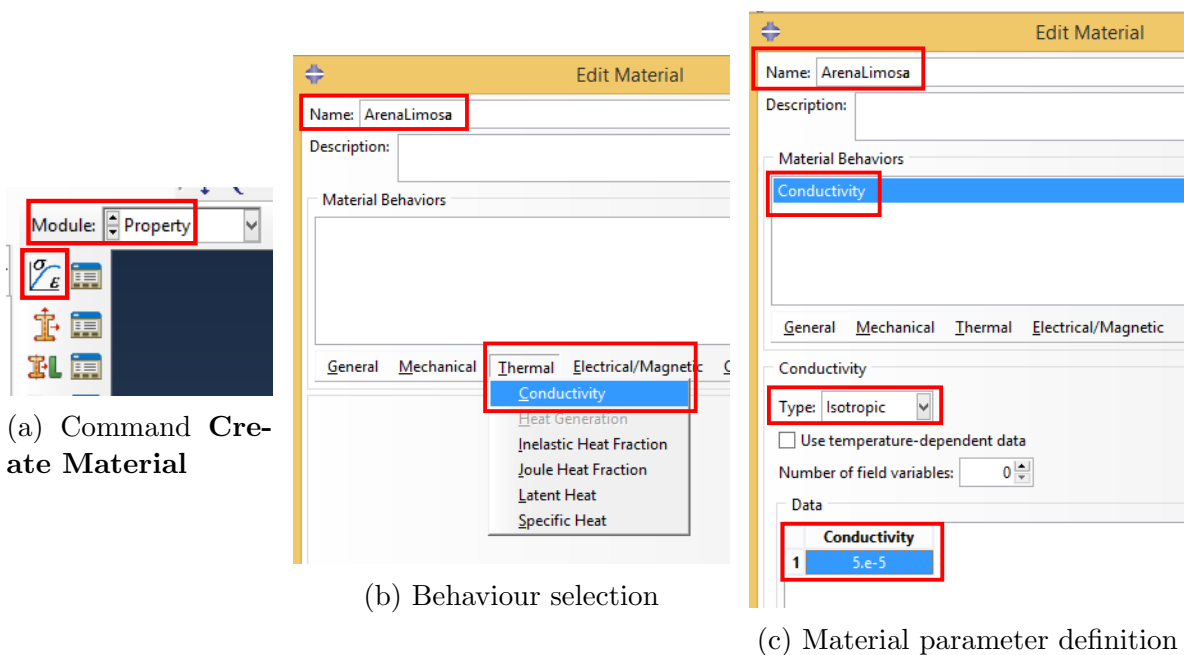 Module: Property
σ
ε
(a) Command Cre-
ate Material
Edit Material
Name: ArenaLimosa
Description:
Material Behaviors
General Mechanical Thermal Electrical/Magnetic
Conductivity
Heat Generation
Inelastic Heat Fraction
Joule Heat Fraction
Latent Heat
Specific Heat
(b) Behaviour selection
Edit Material
Name: ArenaLimosa
Description:
Material Behaviors
Conductivity
General Mechanical Thermal Electrical/Magnetic
Conductivity
Type: Isotropic
Use temperature-dependent data
Number of field variables: 0
Data
Conductivity
1 5.e-5
(c) Material parameter definition